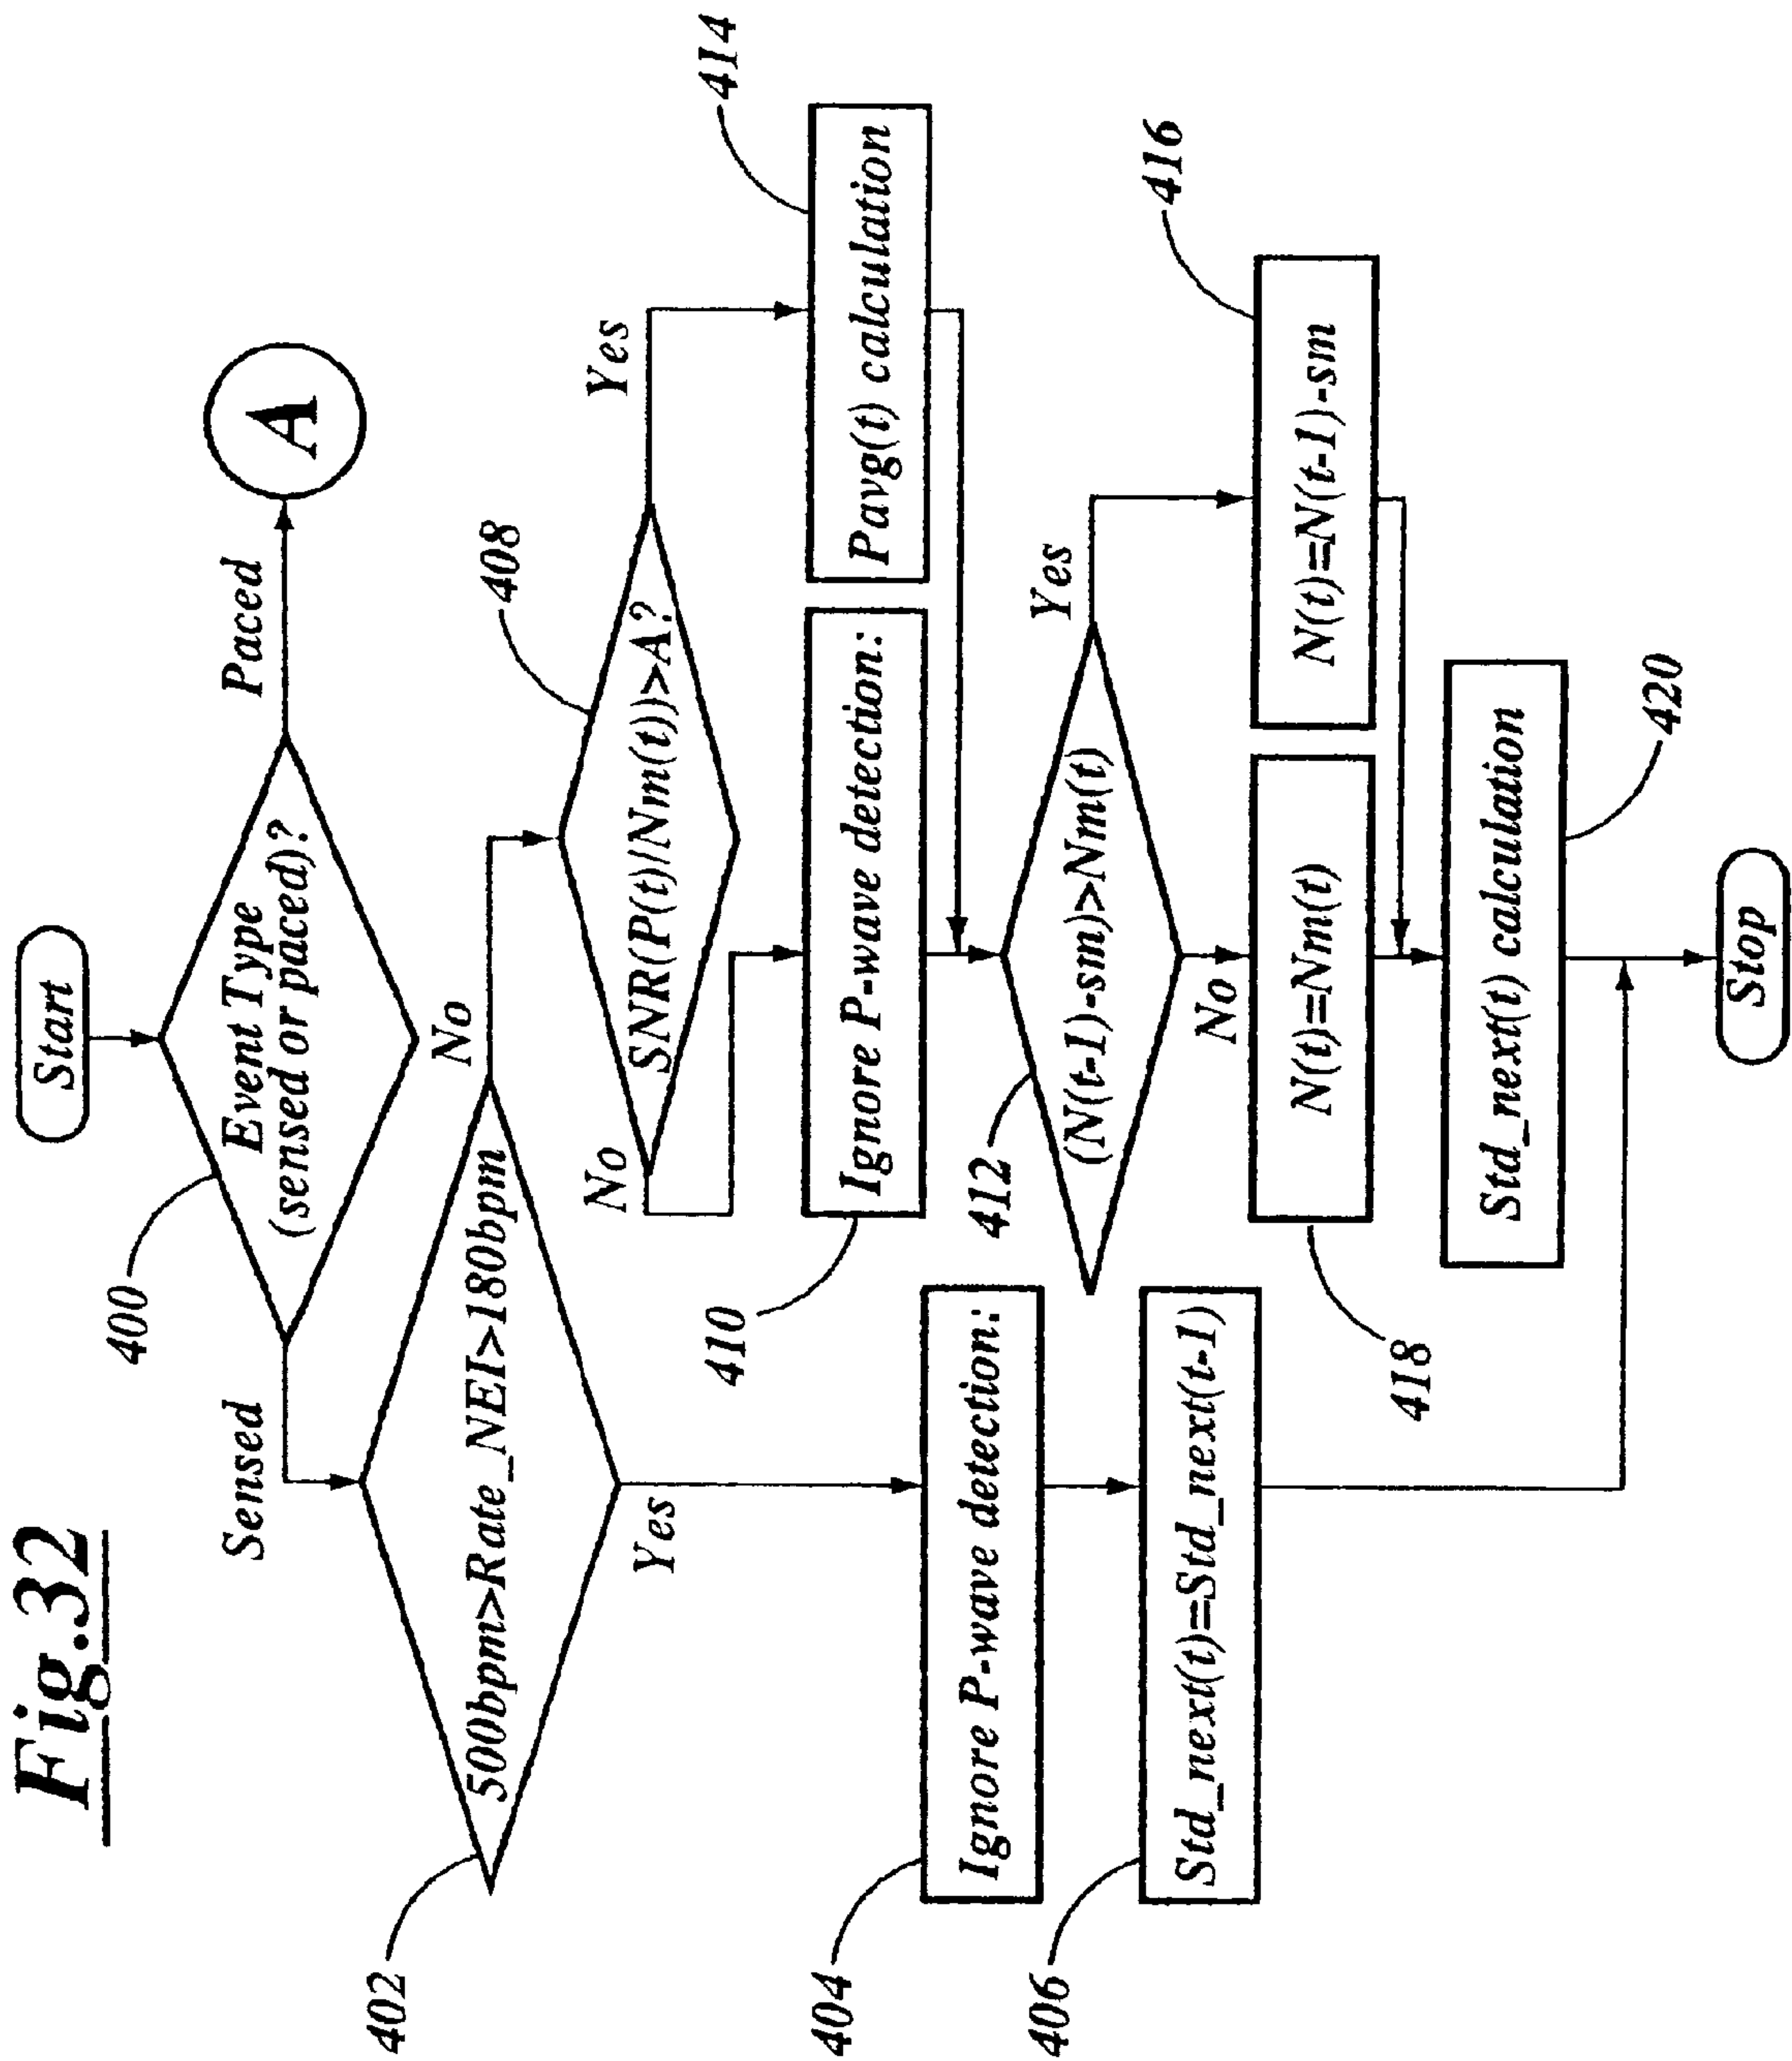 Fig.32
Start
400
Event Type
(sensed or paced)?
Sensed
Paced
A
402
500bpm>Rate_NEI>180bpm
No
Yes
408
SNR(P(t)/Nm(t))>A?
No
Yes
414
404
Ignore P-wave detection:
410
Ignore P-wave detection:
Pavg(t) calculation
406
Std_next(t)=Std_next(t-1)
412
(N(t-1)-sm)>Nm(t)
Yes
No
416
418
N(t)=Nm(t)
N(t)=N(t-1)-sm
Std_next(t) calculation
420
Stop